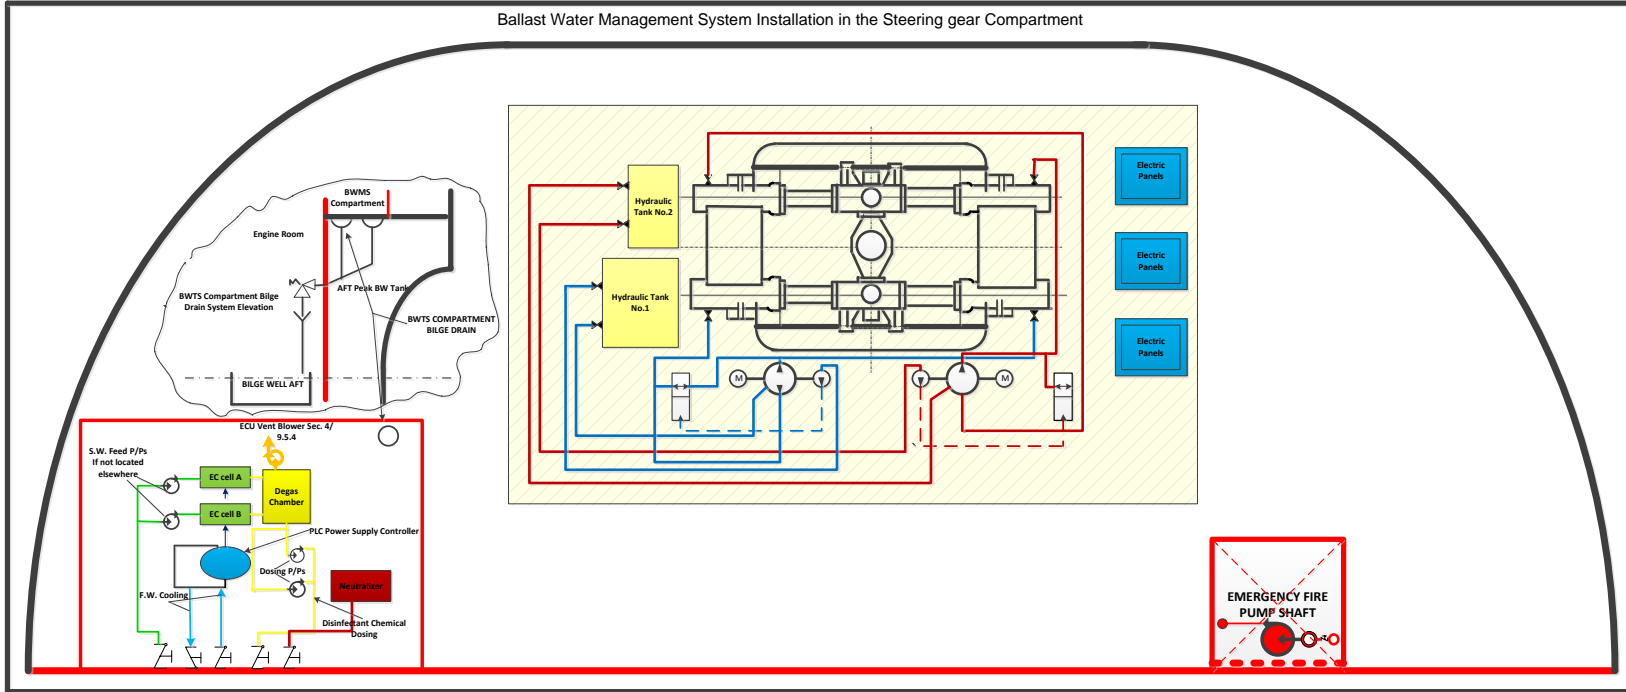 Ballast Water Management System Installation in the Steering gear Compartment
BWMS
Compartment
Engine Room
AFT Peak BW Tank
BWTS Compartment Bilge
Drain System Elevation
BWTS COMPARTMENT
BILGE DRAIN
BILGE WELL AFT
Hydraulic
Tank No.2
Hydraulic Tank
No.1
M
M
Electric
Panels
Electric
Panels
Electric
Panels
ECU Vent Blower Sec. 4/
9.5.4
S.W. Feed P/Ps
If not located
elsewhere
EC cell A
EC cell B
Degas
Chamber
PLC Power Supply Controller
Dosing P/Ps
F.W. Cooling
Neutralizer
Disinfectant Chemical
Dosing
EMERGENCY FIRE
PUMP SHAFT